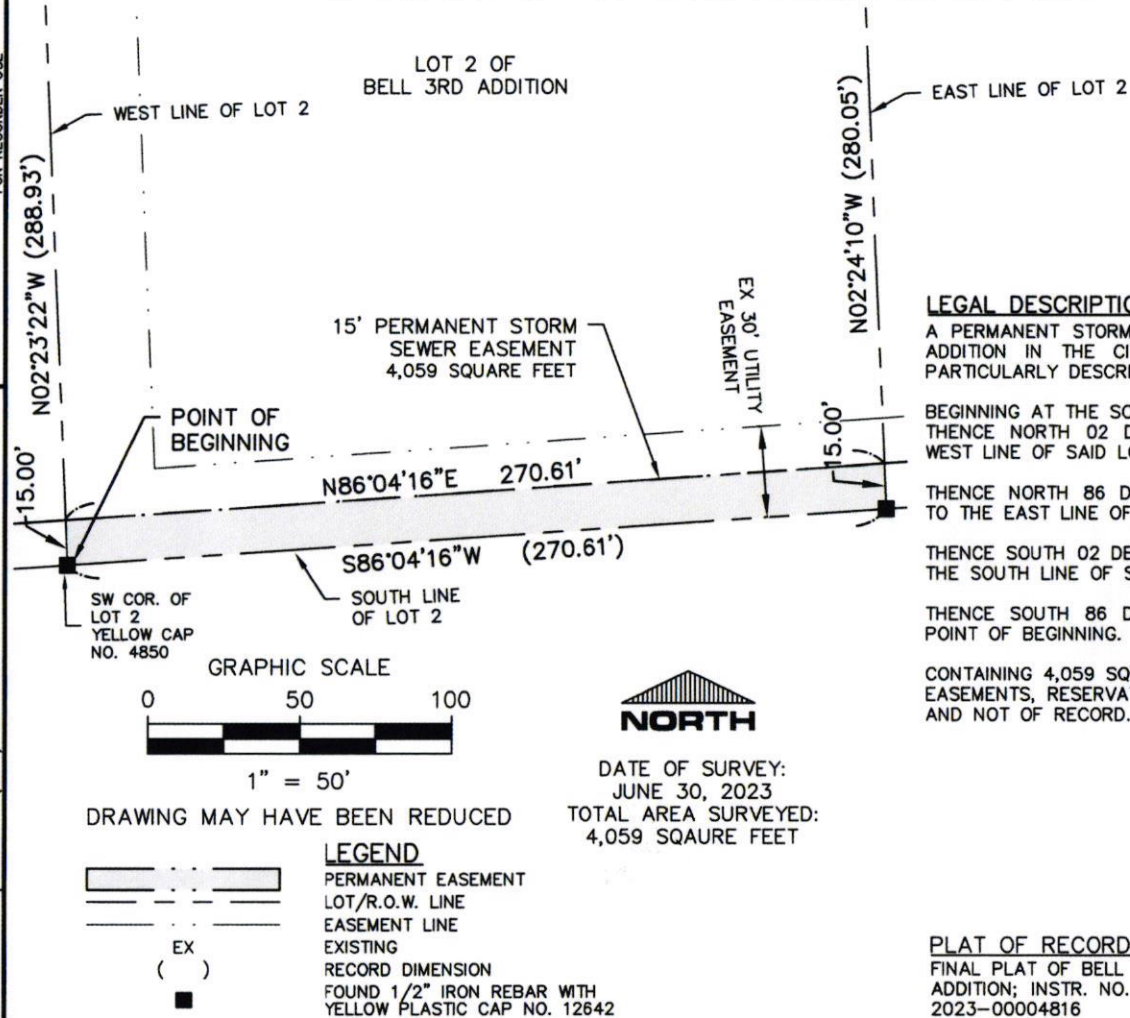 LOT 2 OF
BELL 3RD ADDITION
WEST LINE OF LOT 2
EAST LINE OF LOT 2
N02°23'22"W (288.93')
N02°24'10"W (280.05')
15' PERMANENT STORM
SEWER EASEMENT
4,059 SQUARE FEET
EX 30' UTILITY
EASEMENT
POINT OF
BEGINNING
15.00'
15.00'
N86°04'16"E 270.61'
S86°04'16"W (270.61')
SOUTH LINE
OF LOT 2
SW COR. OF
LOT 2
YELLOW CAP
NO. 4850
GRAPHIC SCALE
0 50 100
1" = 50'
DRAWING MAY HAVE BEEN REDUCED
NORTH
DATE OF SURVEY:
JUNE 30, 2023
TOTAL AREA SURVEYED:
4,059 SQAURE FEET
LEGEND
PERMANENT EASEMENT
LOT/R.O.W. LINE
EASEMENT LINE
EX EXISTING
( ) RECORD DIMENSION
FOUND 1/2" IRON REBAR WITH
YELLOW PLASTIC CAP NO. 12642
LEGAL DESCRIPTIO
A PERMANENT STORM
ADDITION IN THE CI
PARTICULARLY DESCRI
BEGINNING AT THE SO
THENCE NORTH 02 D
WEST LINE OF SAID LO
THENCE NORTH 86 D
TO THE EAST LINE OF
THENCE SOUTH 02 DE
THE SOUTH LINE OF S
THENCE SOUTH 86 D
POINT OF BEGINNING.
CONTAINING 4,059 SQ
EASEMENTS, RESERVA
AND NOT OF RECORD.
PLAT OF RECORD
FINAL PLAT OF BELL
ADDITION; INSTR. NO.
2023-00004816